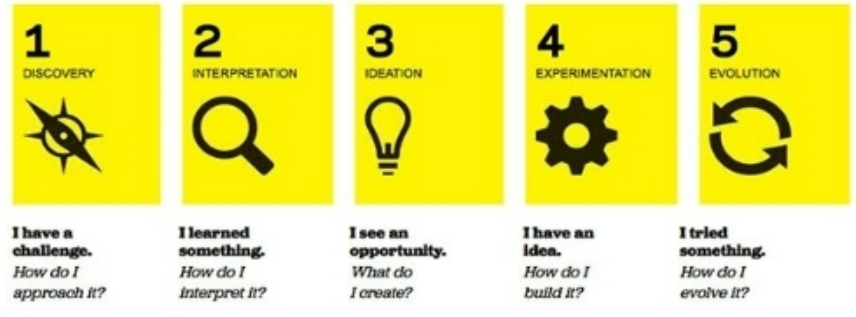 1
DISCOVERY
I have a
challenge.
How do I
approach it?
2
INTERPRETATION
I learned
something.
How do I
interpret it?
3
IDEATION
I see an
opportunity.
What do
I create?
4
EXPERIMENTATION
I have an
idea.
How do I
build it?
5
EVOLUTION
I tried
something.
How do I
evolve it?